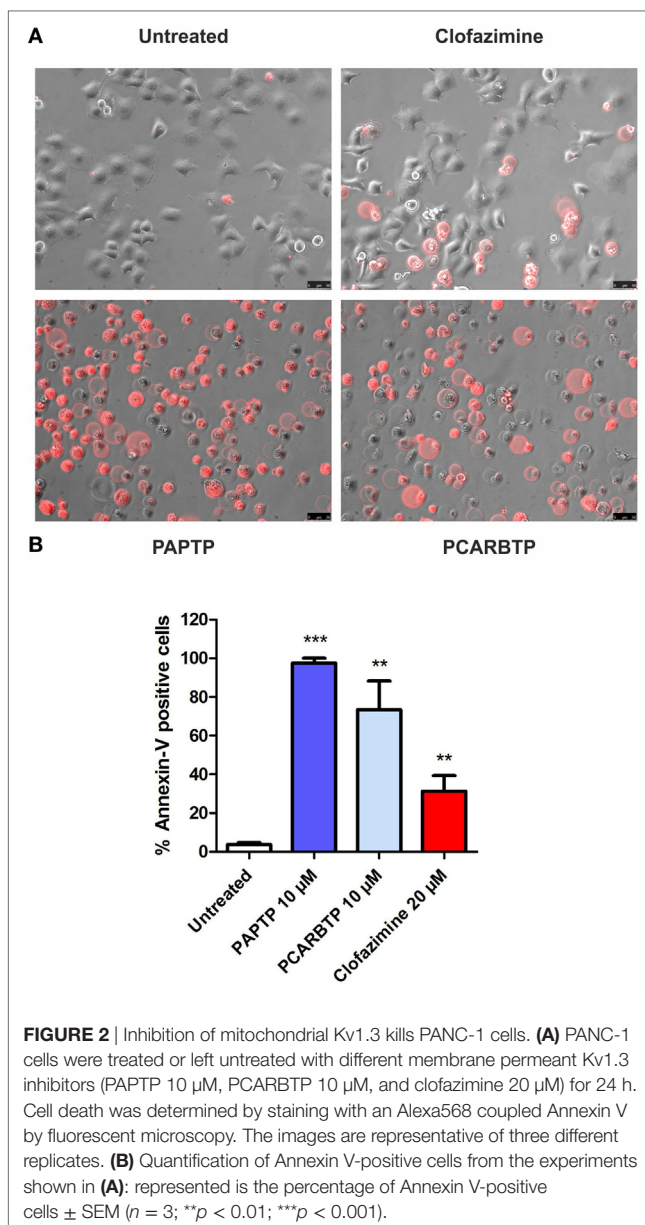 A
Untreated Clofazimine
PAPTP PCARBTP
B
% Annexin-V positive cells
120
100
80
60
40
20
0
***
**
**
Untreated
PAPTP 10 µM
PCARBTP 10 µM
Clofazimine 20 µM
FIGURE 2 | Inhibition of mitochondrial Kv1.3 kills PANC-1 cells. (A) PANC-1
cells were treated or left untreated with different membrane permeant Kv1.3
inhibitors (PAPTP 10 µM, PCARBTP 10 µM, and clofazimine 20 µM) for 24 h.
Cell death was determined by staining with an Alexa568 coupled Annexin V
by fluorescent microscopy. The images are representative of three different
replicates. (B) Quantification of Annexin V-positive cells from the experiments
shown in (A): represented is the percentage of Annexin V-positive
cells ± SEM (n = 3; **p < 0.01; ***p < 0.001).